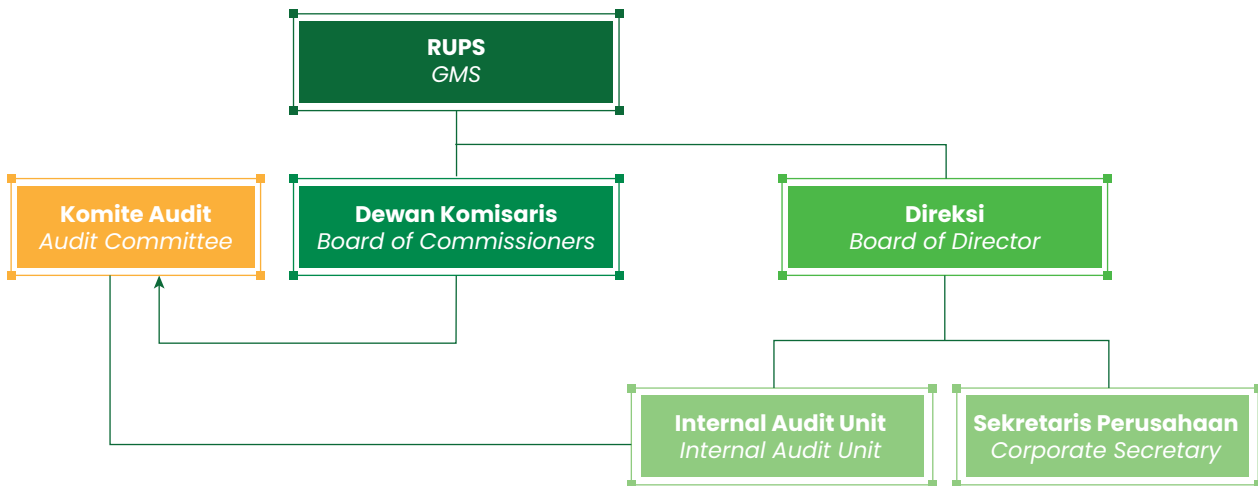 RUPS
GMS
Komite Audit
Audit Committee
Dewan Komisaris
Board of Commissioners
Direksi
Board of Director
Internal Audit Unit
Internal Audit Unit
Sekretaris Perusahaan
Corporate Secretary